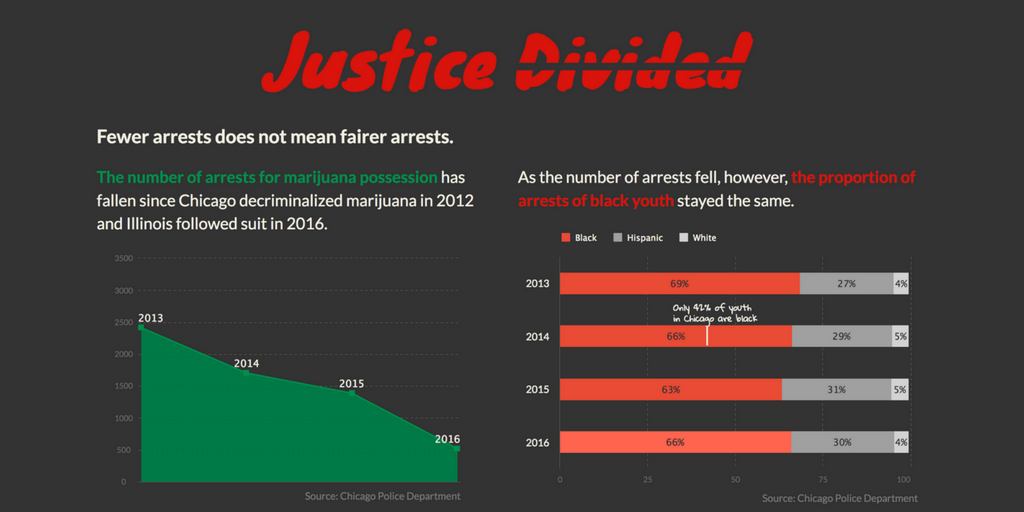 Justice Divided
Fewer arrests does not mean fairer arrests.
The number of arrests for marijuana possession has
fallen since Chicago decriminalized marijuana in 2012
and Illinois followed suit in 2016.
3500
3000
2500
2000
1500
1000
500
0
2013
2014
2015
2016
Source: Chicago Police Department
As the number of arrests fell, however, the proportion of
arrests of black youth stayed the same.
Black Hispanic White
2013 69% 27% 4%
Only 42% of youth
in Chicago are black
2014 66% 29% 5%
2015 63% 31% 5%
2016 66% 30% 4%
0 25 50 75 100
Source: Chicago Police Department